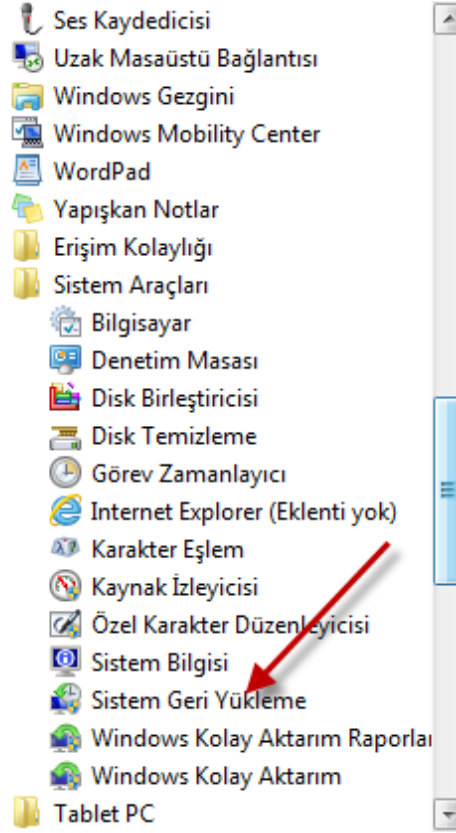 Ses Kaydedicisi
Uzak Masaüstü Bağlantısı
Windows Gezgini
Windows Mobility Center
WordPad
Yapışkan Notlar
Erişim Kolaylığı
Sistem Araçları
Bilgisayar
Denetim Masası
Disk Birleştiricisi
Disk Temizleme
Görev Zamanlayıcı
Internet Explorer (Eklenti yok)
Karakter Eşlem
Kaynak İzleyicisi
Özel Karakter Düzenleyicisi
Sistem Bilgisi
Sistem Geri Yükleme
Windows Kolay Aktarım Raporlaı
Windows Kolay Aktarım
Tablet PC